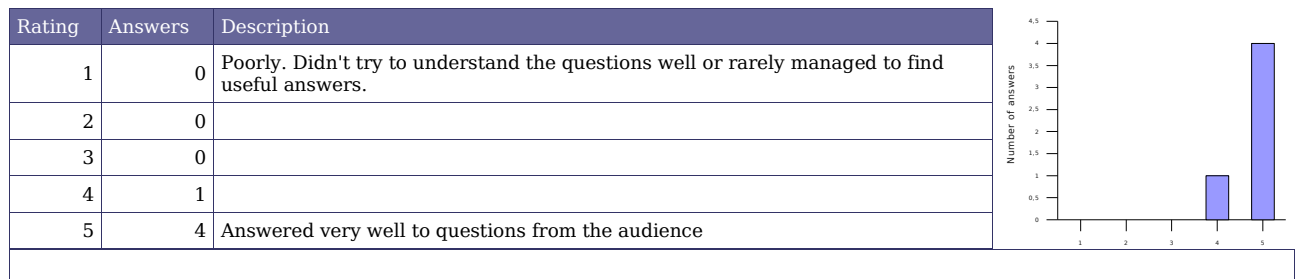 Rating Answers Description
1 0 Poorly. Didn't try to understand the questions well or rarely managed to find
useful answers.
2 0
3 0
4 1
5 4 Answered very well to questions from the audience
Number of answers
4,5
4
3,5
3
2,5
2
1,5
1
0,5
0
1 2 3 4 5